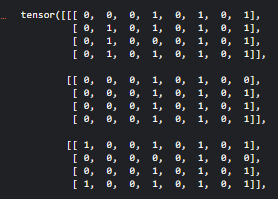 … tensor([[[ 0, 0, 0, 1, 0, 1, 0, 1],
[ 0, 1, 0, 1, 0, 1, 0, 1],
[ 0, 1, 0, 0, 0, 1, 0, 1],
[ 0, 1, 0, 1, 0, 1, 0, 1]],
[[ 0, 0, 0, 1, 0, 1, 0, 0],
[ 0, 0, 0, 1, 0, 1, 0, 1],
[ 0, 0, 0, 1, 0, 1, 0, 1],
[ 0, 0, 0, 1, 0, 1, 0, 1]],
[[ 1, 0, 0, 1, 0, 1, 0, 1],
[ 0, 0, 0, 0, 0, 1, 0, 0],
[ 0, 0, 0, 1, 0, 1, 0, 1],
[ 1, 0, 0, 1, 0, 1, 0, 1]],